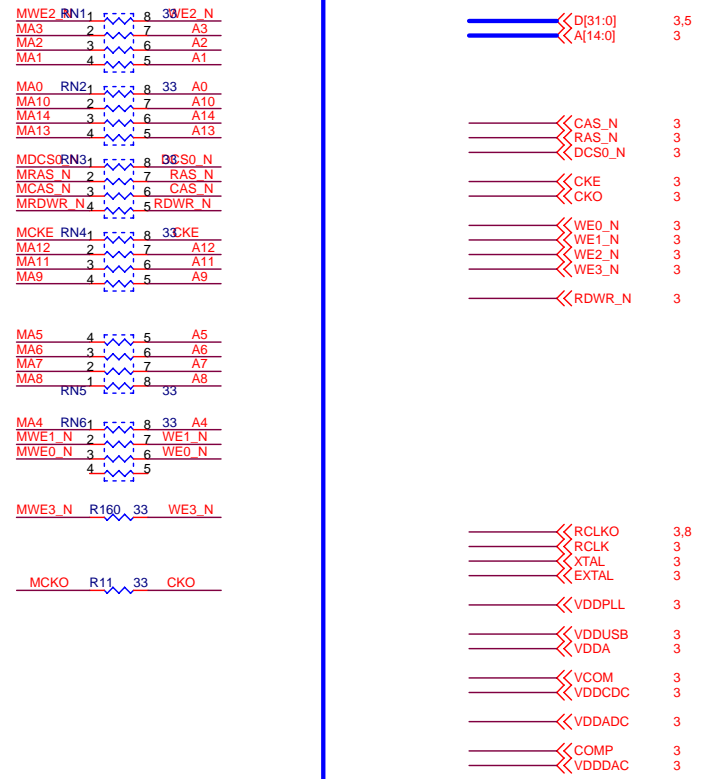 MWE2_N RN1 1 8 33 WE2_N
MA3 2 7 A3
MA2 3 6 A2
MA1 4 5 A1
MA0 RN2 1 8 33 A0
MA10 2 7 A10
MA14 3 6 A14
MA13 4 5 A13
MDCS0_N RN3 1 8 33 DCS0_N
MRAS_N 2 7 RAS_N
MCAS_N 3 6 CAS_N
MRDWR_N 4 5 RDWR_N
MCKE RN4 1 8 33 CKE
MA12 2 7 A12
MA11 3 6 A11
MA9 4 5 A9
MA5 4 5 A5
MA6 3 6 A6
MA7 2 7 A7
MA8 1 8 A8
RN5 33
MA4 RN6 1 8 33 A4
MWE1_N 2 7 WE1_N
MWE0_N 3 6 WE0_N
4 5
MWE3_N R160 33 WE3_N
MCKO R11 33 CKO
D[31:0] 3,5
A[14:0] 3
CAS_N 3
RAS_N 3
DCS0_N 3
CKE 3
CKO 3
WE0_N 3
WE1_N 3
WE2_N 3
WE3_N 3
RDWR_N 3
RCLKO 3,8
RCLK 3
XTAL 3
EXTAL 3
VDDPLL 3
VDDUSB 3
VDDA 3
VCOM 3
VDDCDC 3
VDDADC 3
COMP 3
VDDDAC 3